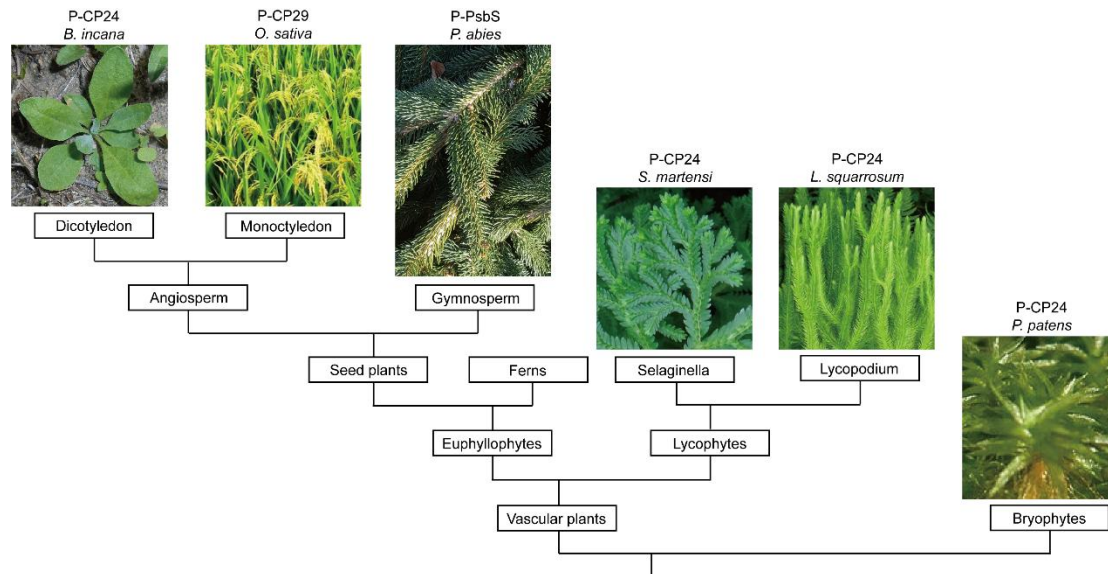 P-CP24
B. incana
P-CP29
O. sativa
P-PsbS
P. abies
P-CP24
S. martensi
P-CP24
L. squarrosum
P-CP24
P. patens
Dicotyledon
Monoctyledon
Angiosperm
Gymnosperm
Seed plants
Ferns
Selaginella
Lycopodium
Euphyllophytes
Lycophytes
Vascular plants
Bryophytes